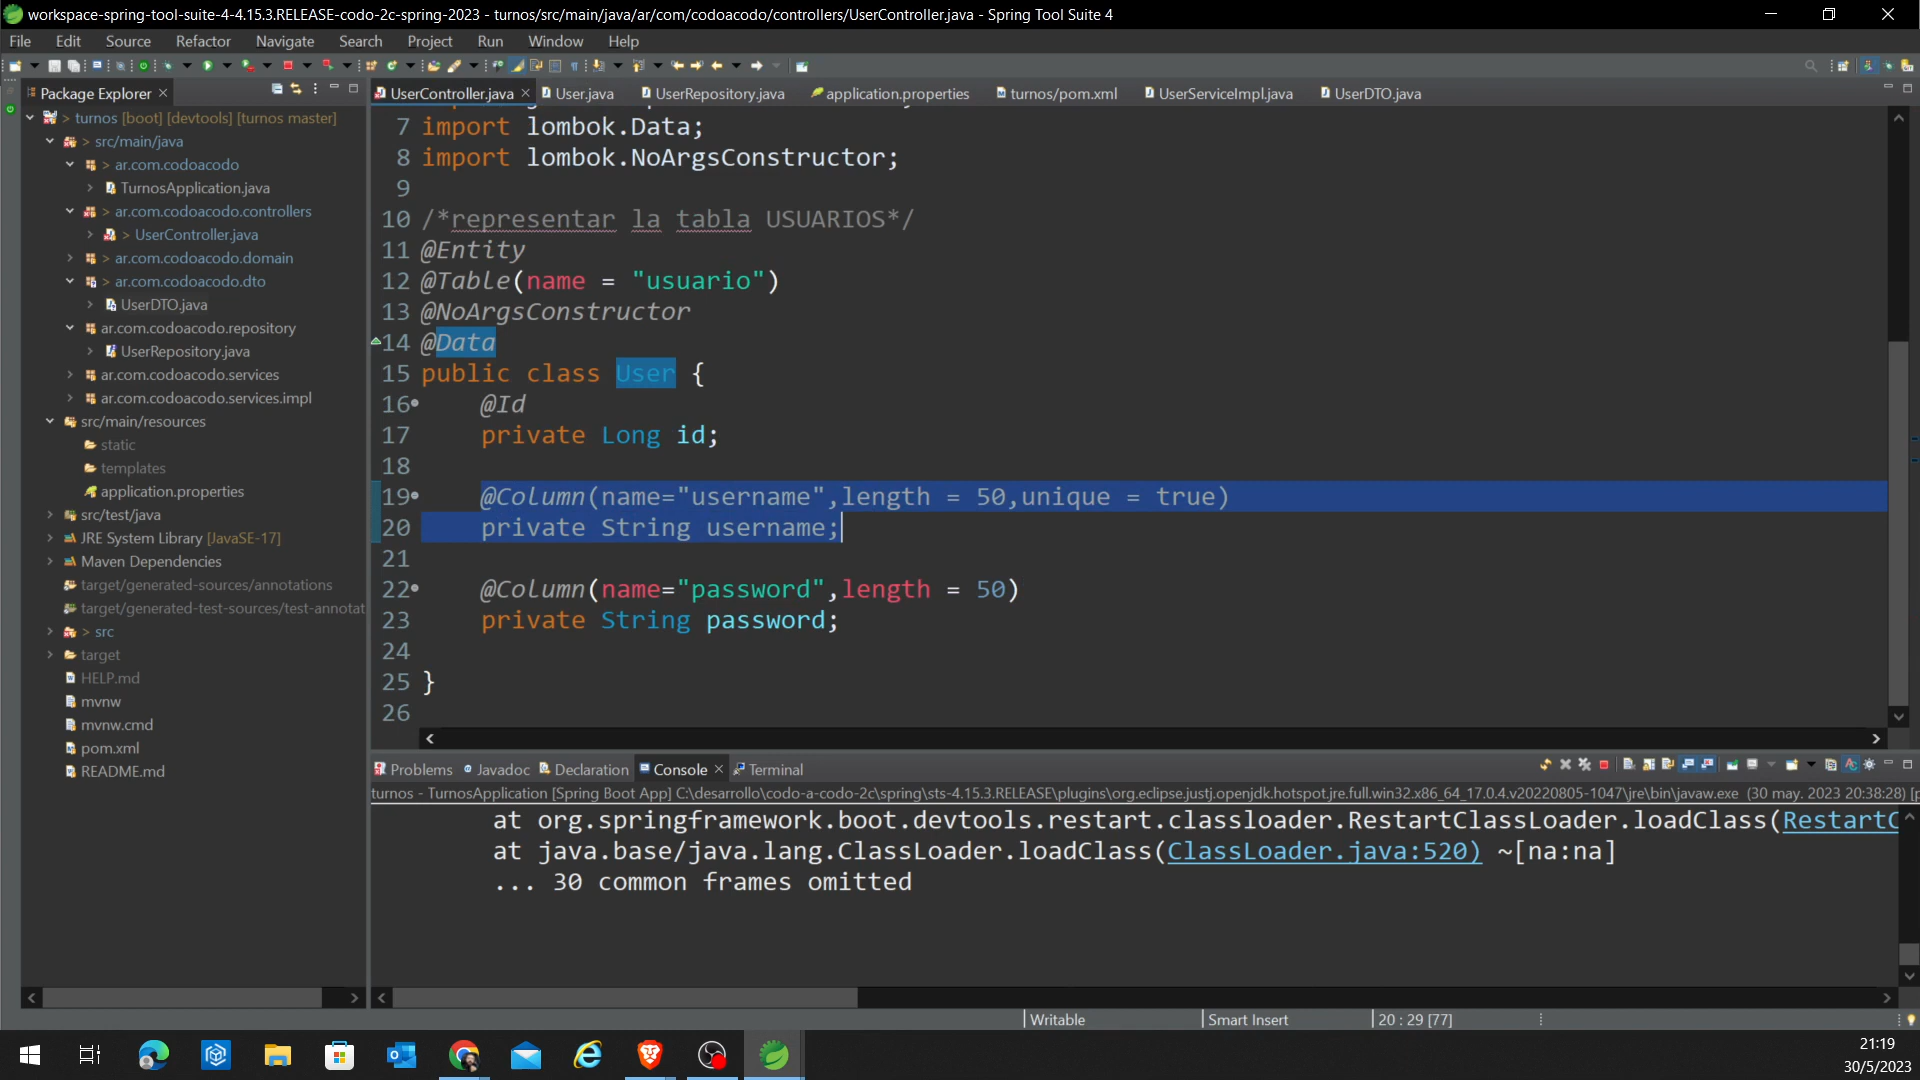 workspace-spring-tool-suite-4-4.15.3.RELEASE-codo-2c-spring-2023 - turnos/src/main/java/ar/com/codoacodo/controllers/UserController.java - Spring Tool Suite 4
File Edit Source Refactor Navigate Search Project Run Window Help
Package Explorer
UserController.java User.java UserRepository.java application.properties turnos/pom.xml UserServiceImpl.java UserDTO.java
> turnos [boot] [devtools] [turnos master]
> src/main/java
> ar.com.codoacodo
TurnosApplication.java
> ar.com.codoacodo.controllers
> UserController.java
> ar.com.codoacodo.domain
> ar.com.codoacodo.dto
UserDTO.java
ar.com.codoacodo.repository
UserRepository.java
ar.com.codoacodo.services
ar.com.codoacodo.services.impl
src/main/resources
static
templates
application.properties
src/test/java
JRE System Library [JavaSE-17]
Maven Dependencies
target/generated-sources/annotations
target/generated-test-sources/test-annotat
> src
target
HELP.md
mvnw
mvnw.cmd
pom.xml
README.md
7 import lombok.Data;
8 import lombok.NoArgsConstructor;
9
10 /*representar la tabla USUARIOS*/
11 @Entity
12 @Table(name = "usuario")
13 @NoArgsConstructor
14 @Data
15 public class User {
16 @Id
17 private Long id;
18
19 @Column(name="username",length = 50,unique = true)
20 private String username;
21
22 @Column(name="password",length = 50)
23 private String password;
24
25 }
26
Problems Javadoc Declaration Console Terminal
turnos - TurnosApplication [Spring Boot App] C:\desarrollo\codo-a-codo-2c\spring\sts-4.15.3.RELEASE\plugins\org.eclipse.justj.openjdk.hotspot.jre.full.win32.x86_64_17.0.4.v20220805-1047\jre\bin\javaw.exe (30 may. 2023 20:38:28) [p
at org.springframework.boot.devtools.restart.classloader.RestartClassLoader.loadClass(RestartC
at java.base/java.lang.ClassLoader.loadClass(ClassLoader.java:520) ~[na:na]
... 30 common frames omitted
Writable Smart Insert 20 : 29 [77]
21:19
30/5/2023